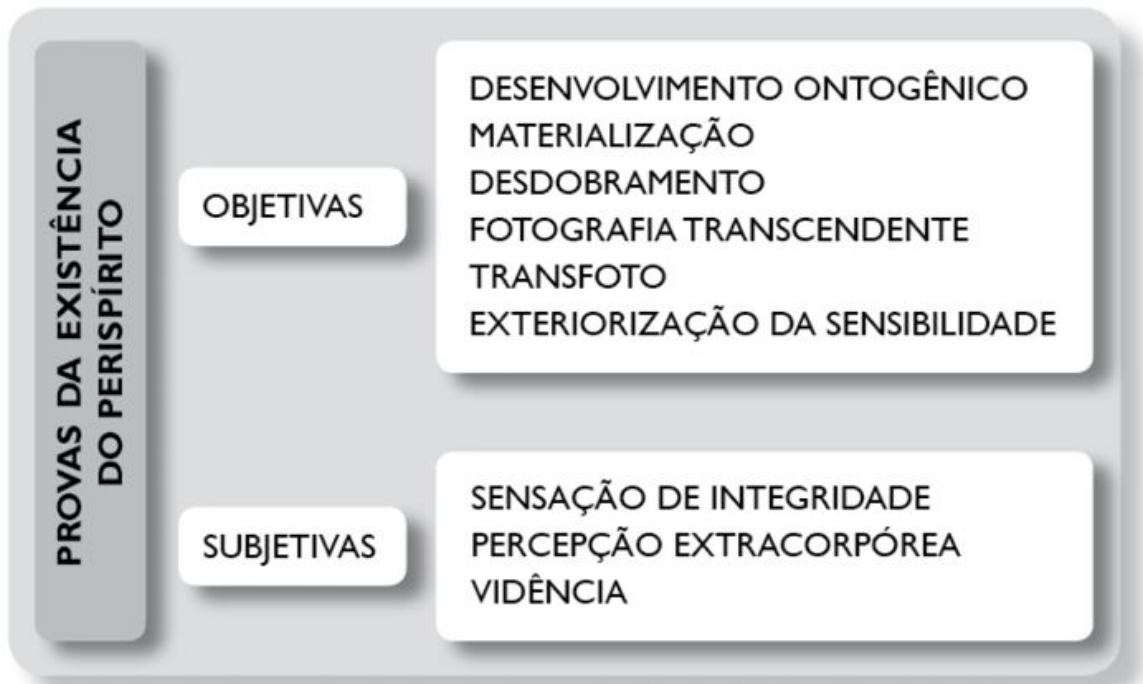 PROVAS DA EXISTÊNCIA
DO PERISPÍRITO
OBJETIVAS
DESENVOLVIMENTO ONTOGÊNICO
MATERIALIZAÇÃO
DESDOBRAMENTO
FOTOGRAFIA TRANSCENDENTE
TRANSFOTO
EXTERIORIZAÇÃO DA SENSIBILIDADE
SUBJETIVAS
SENSAÇÃO DE INTEGRIDADE
PERCEPÇÃO EXTRACORPÓREA
VIDÊNCIA